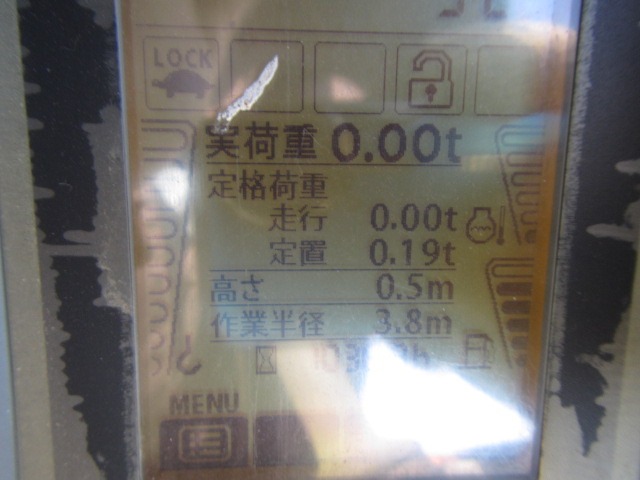 LOCK
実荷重 0.00t
定格荷重
走行 0.00t
定置 0.19t
高さ 0.5m
作業半径 3.8m
MENU